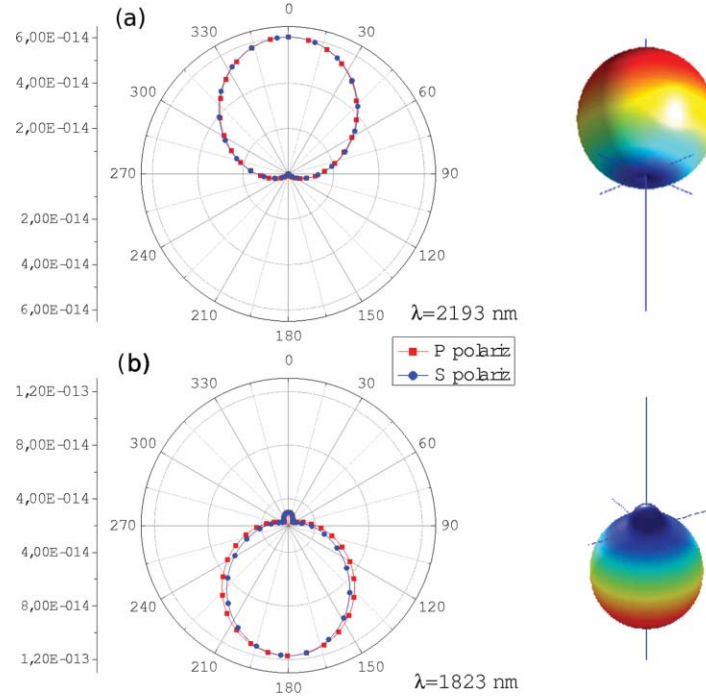 (a)
0
30
60
90
120
150
180
210
240
270
300
330
6,00E-014
4,00E-014
2,00E-014
2,00E-014
4,00E-014
6,00E-014
λ=2193 nm
P polariz
S polariz
(b)
0
30
60
90
120
150
180
210
240
270
300
330
1,20E-013
8,00E-014
4,00E-014
4,00E-014
8,00E-014
1,20E-013
λ=1823 nm